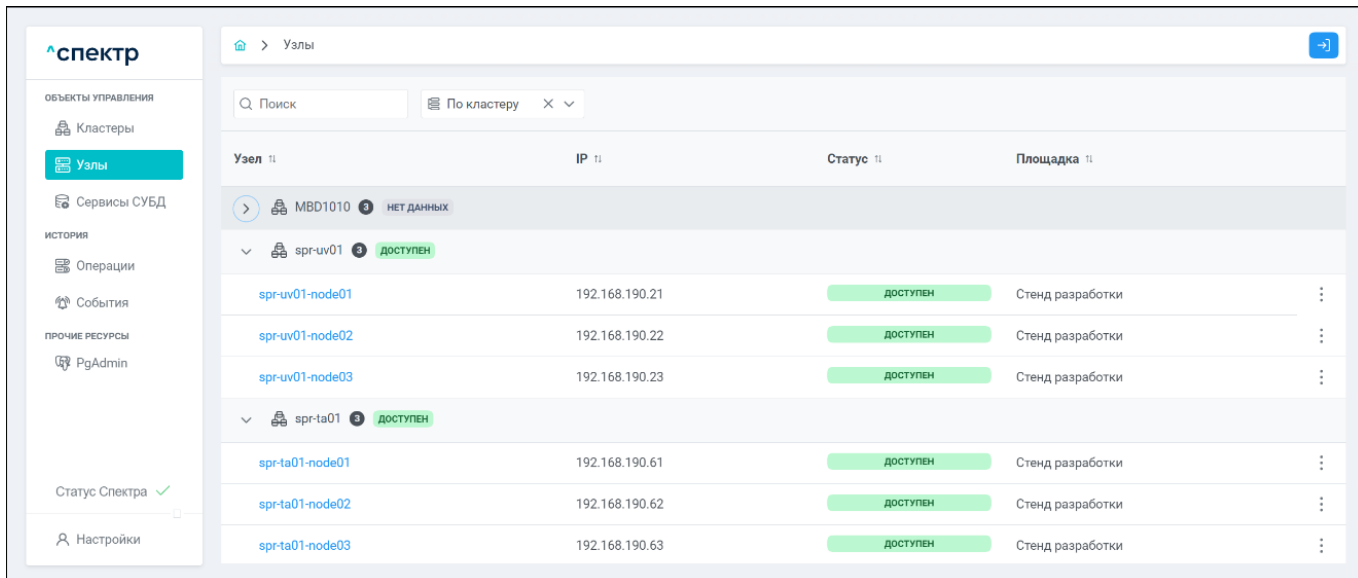 ^спектр
ОБЪЕКТЫ УПРАВЛЕНИЯ
Кластеры
Узлы
Сервисы СУБД
ИСТОРИЯ
Операции
События
ПРОЧИЕ РЕСУРСЫ
PgAdmin
Статус Спектра
Настройки
Узлы
Поиск По кластеру
Узел IP Статус Площадка
MBD1010 3 НЕТ ДАННЫХ
spr-uv01 3 ДОСТУПЕН
spr-uv01-node01 192.168.190.21 ДОСТУПЕН Стенд разработки
spr-uv01-node02 192.168.190.22 ДОСТУПЕН Стенд разработки
spr-uv01-node03 192.168.190.23 ДОСТУПЕН Стенд разработки
spr-ta01 3 ДОСТУПЕН
spr-ta01-node01 192.168.190.61 ДОСТУПЕН Стенд разработки
spr-ta01-node02 192.168.190.62 ДОСТУПЕН Стенд разработки
spr-ta01-node03 192.168.190.63 ДОСТУПЕН Стенд разработки